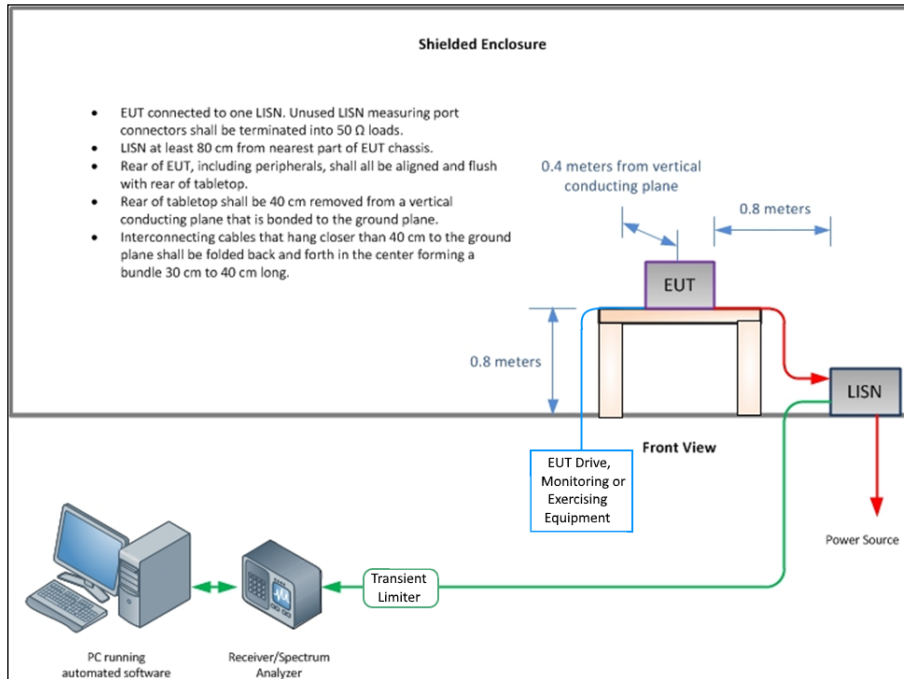 Shielded Enclosure
• EUT connected to one LISN. Unused LISN measuring port
connectors shall be terminated into 50 Ω loads.
• LISN at least 80 cm from nearest part of EUT chassis.
• Rear of EUT, including peripherals, shall all be aligned and flush
with rear of tabletop.
• Rear of tabletop shall be 40 cm removed from a vertical
conducting plane that is bonded to the ground plane.
• Interconnecting cables that hang closer than 40 cm to the ground
plane shall be folded back and forth in the center forming a
bundle 30 cm to 40 cm long.
0.4 meters from vertical
conducting plane
0.8 meters
EUT
0.8 meters
LISN
Front View
EUT Drive,
Monitoring or
Exercising
Equipment
Power Source
Transient
Limiter
PC running
automated software
Receiver/Spectrum
Analyzer